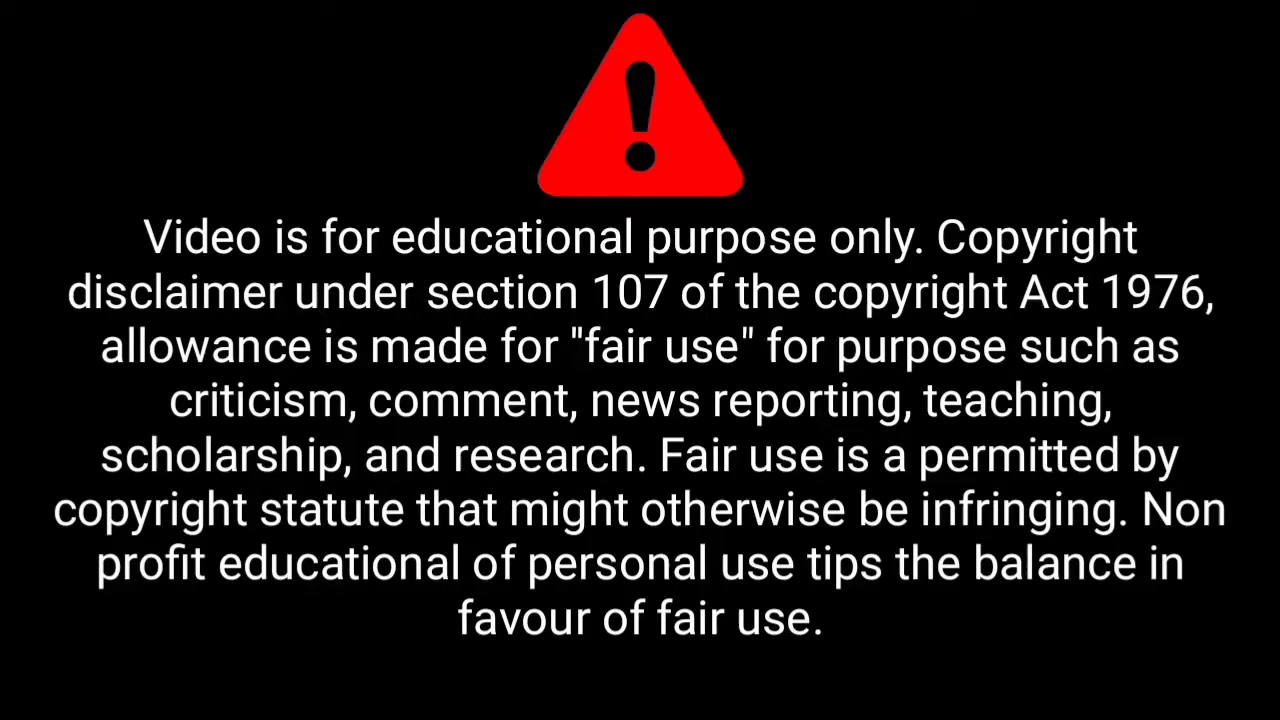 Video is for educational purpose only. Copyright
disclaimer under section 107 of the copyright Act 1976,
allowance is made for "fair use" for purpose such as
criticism, comment, news reporting, teaching,
scholarship, and research. Fair use is a permitted by
copyright statute that might otherwise be infringing. Non
profit educational of personal use tips the balance in
favour of fair use.